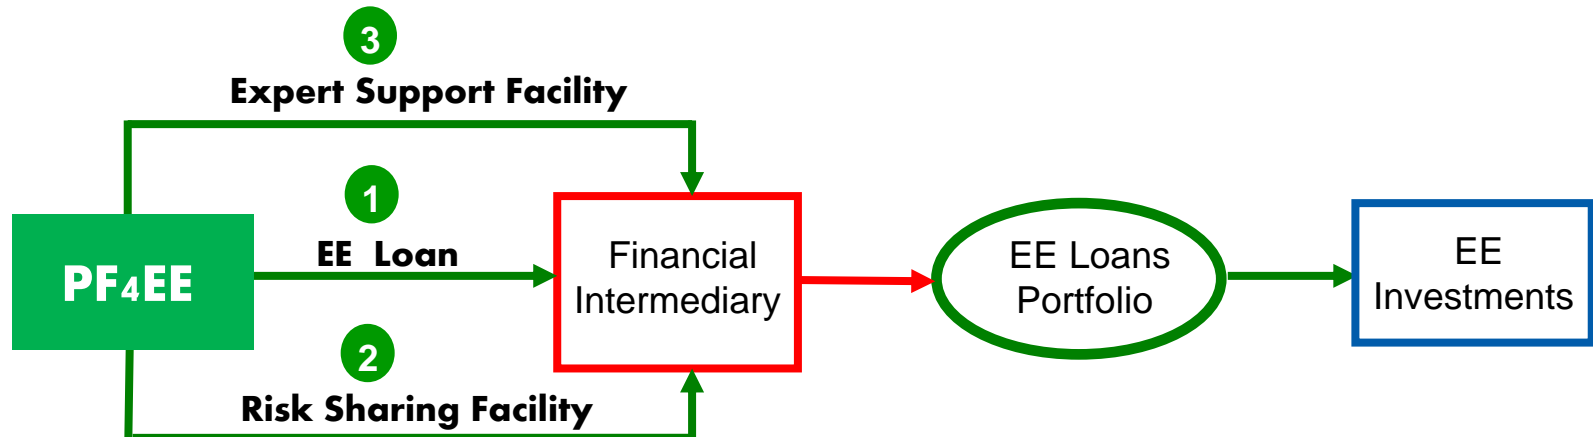 3
Expert Support Facility
1
EE Loan
PF4EE
Financial
Intermediary
EE Loans
Portfolio
EE
Investments
2
Risk Sharing Facility